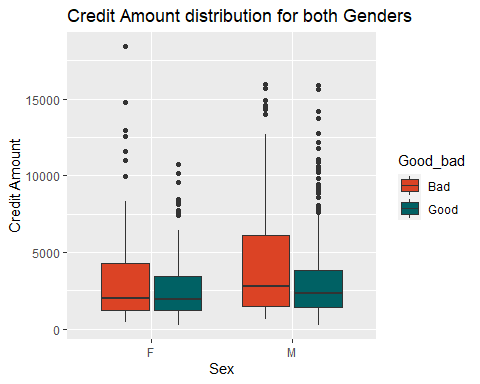 Credit Amount distribution for both Genders
Credit Amount
15000
10000
5000
0
F
M
Sex
Good_bad
Bad
Good